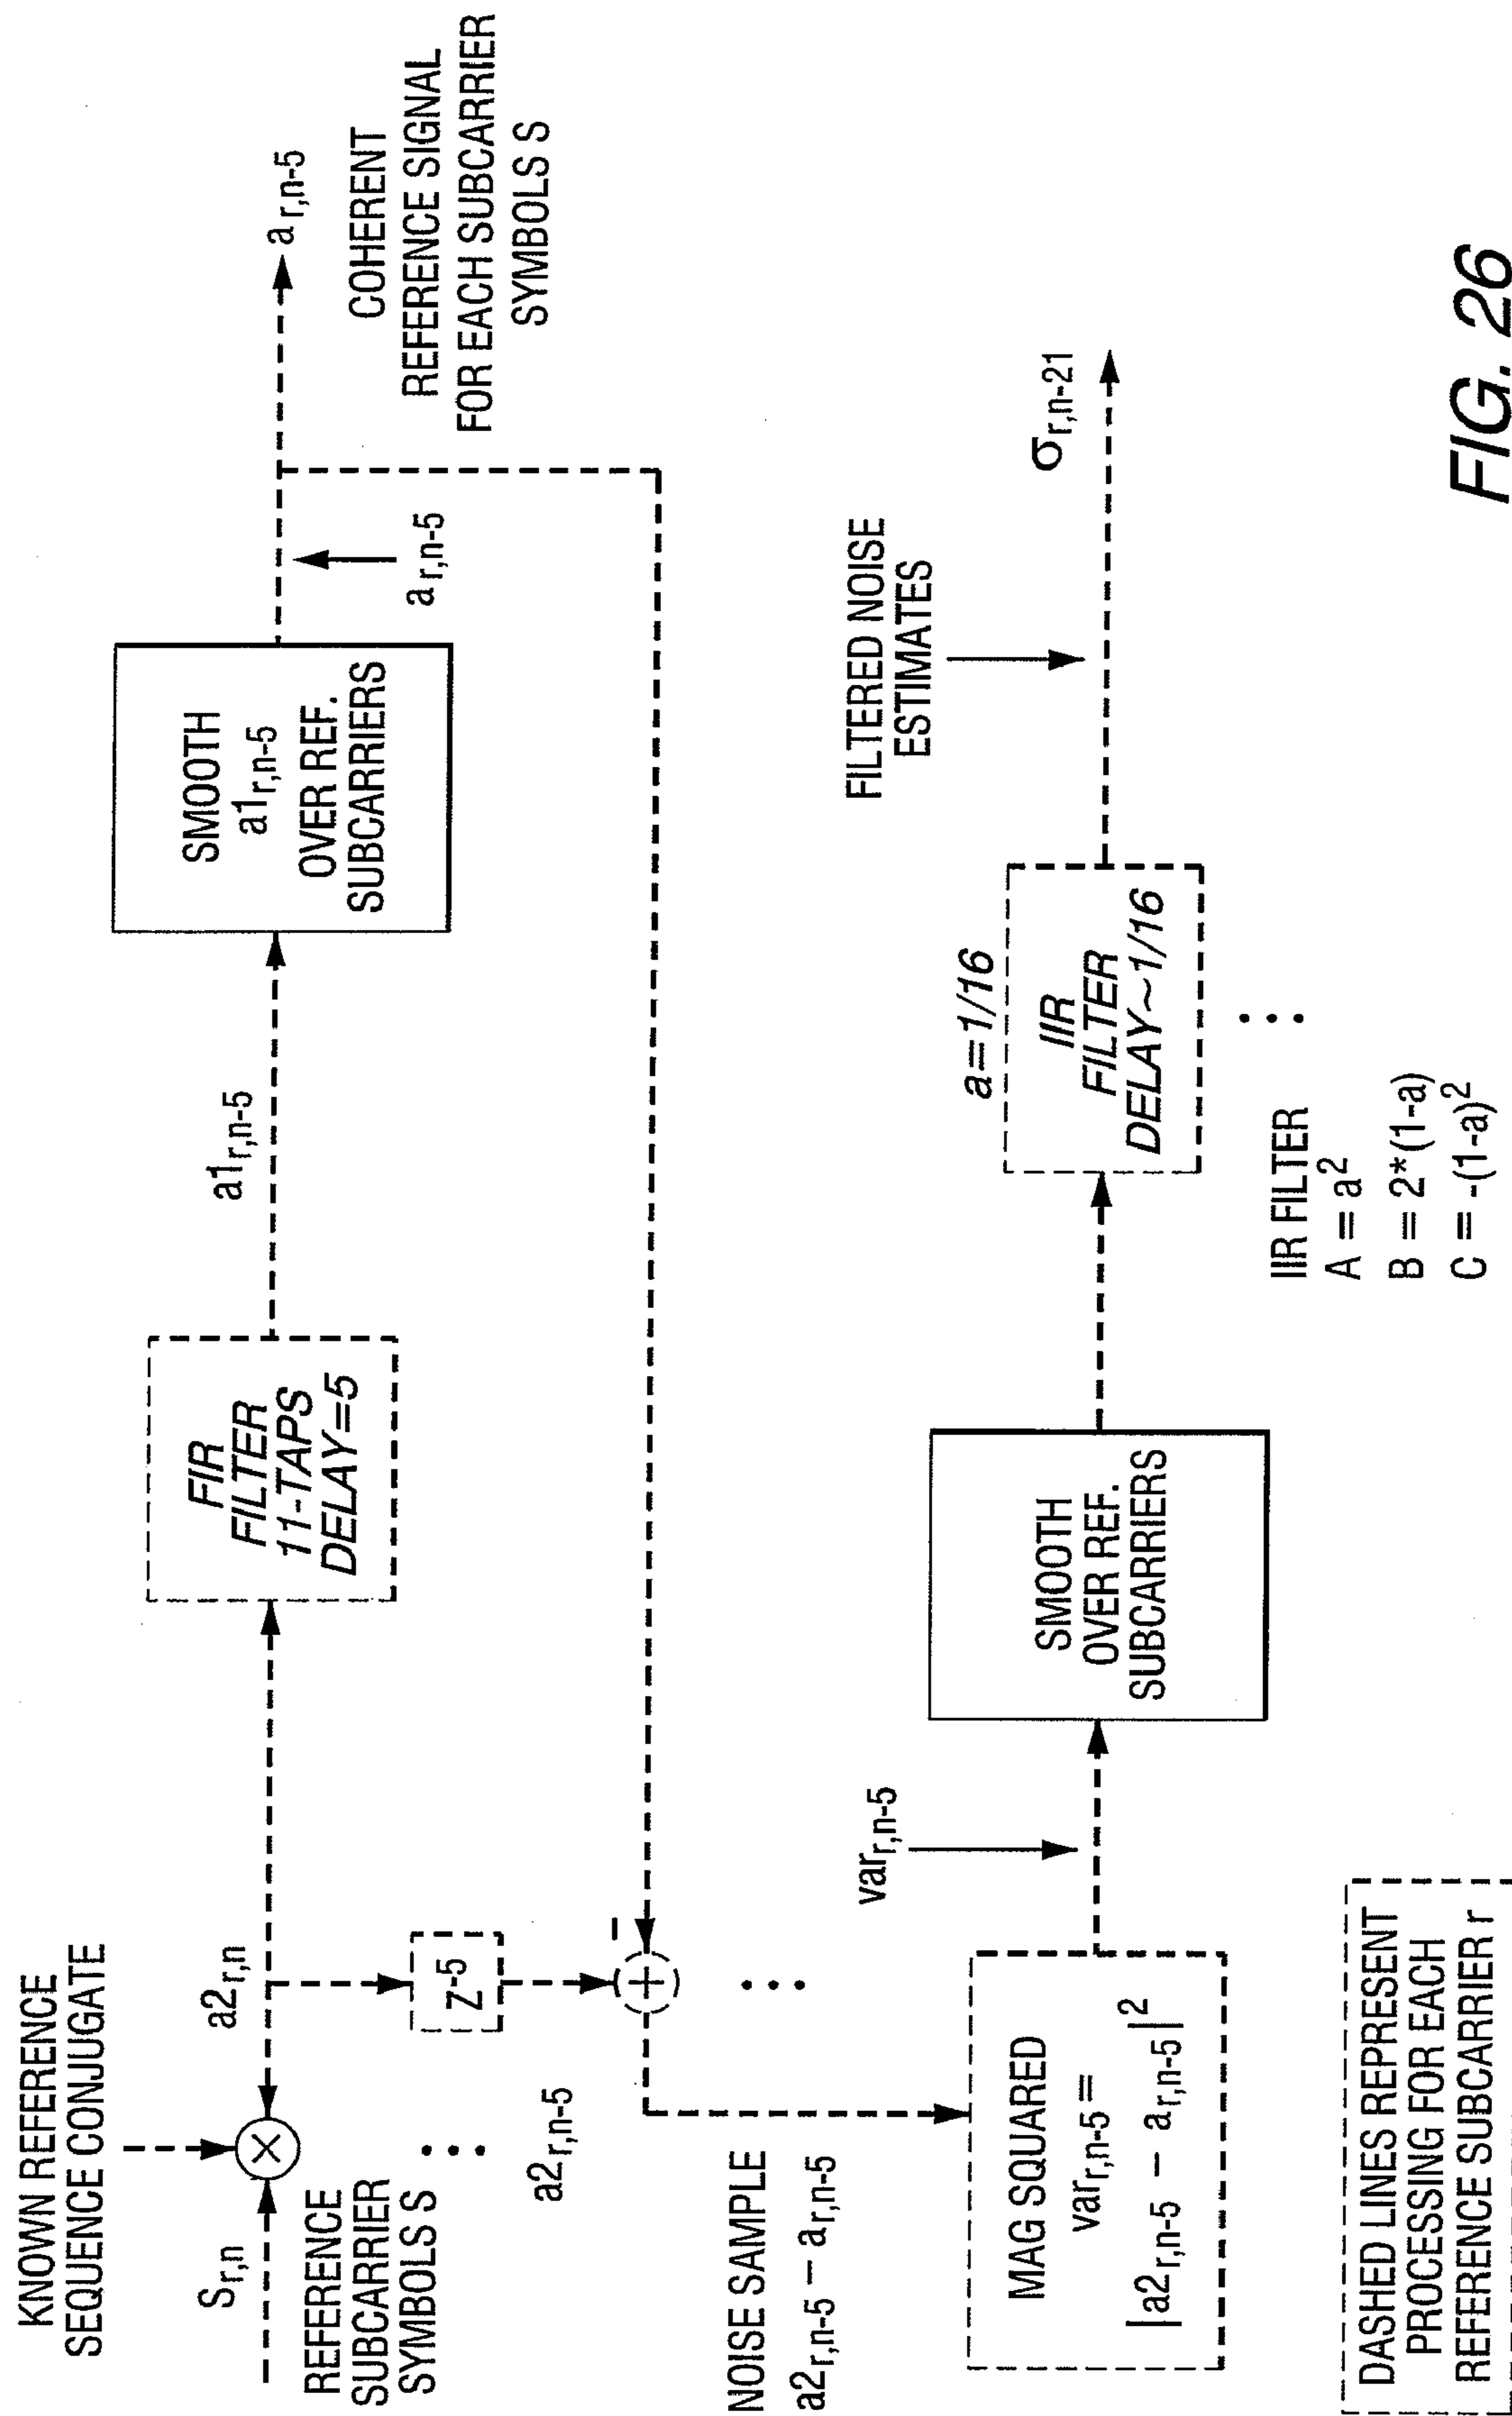 KNOWN REFERENCE
SEQUENCE CONJUGATE
S r,n
×
a2 r,n
REFERENCE
SUBCARRIER
SYMBOLS S
FIR
FILTER
11-TAPS
DELAY=5
a1 r,n-5
SMOOTH
a1 r,n-5
OVER REF.
SUBCARRIERS
a r,n-5
a r,n-5
COHERENT
REFERENCE SIGNAL
FOR EACH SUBCARRIER
SYMBOLS S
Z -5
a2 r,n-5
+
−
NOISE SAMPLE
a2 r,n-5 − a r,n-5
MAG SQUARED
var r,n-5 =
|a2 r,n-5 − a r,n-5|²
var r,n-5
SMOOTH
OVER REF.
SUBCARRIERS
a=1/16
IIR
FILTER
DELAY~1/16
FILTERED NOISE
ESTIMATES
σ r,n-21
IIR FILTER
A = a²
B = 2*(1-a)
C = -(1-a)²
DASHED LINES REPRESENT
PROCESSING FOR EACH
REFERENCE SUBCARRIER r
FIG. 26